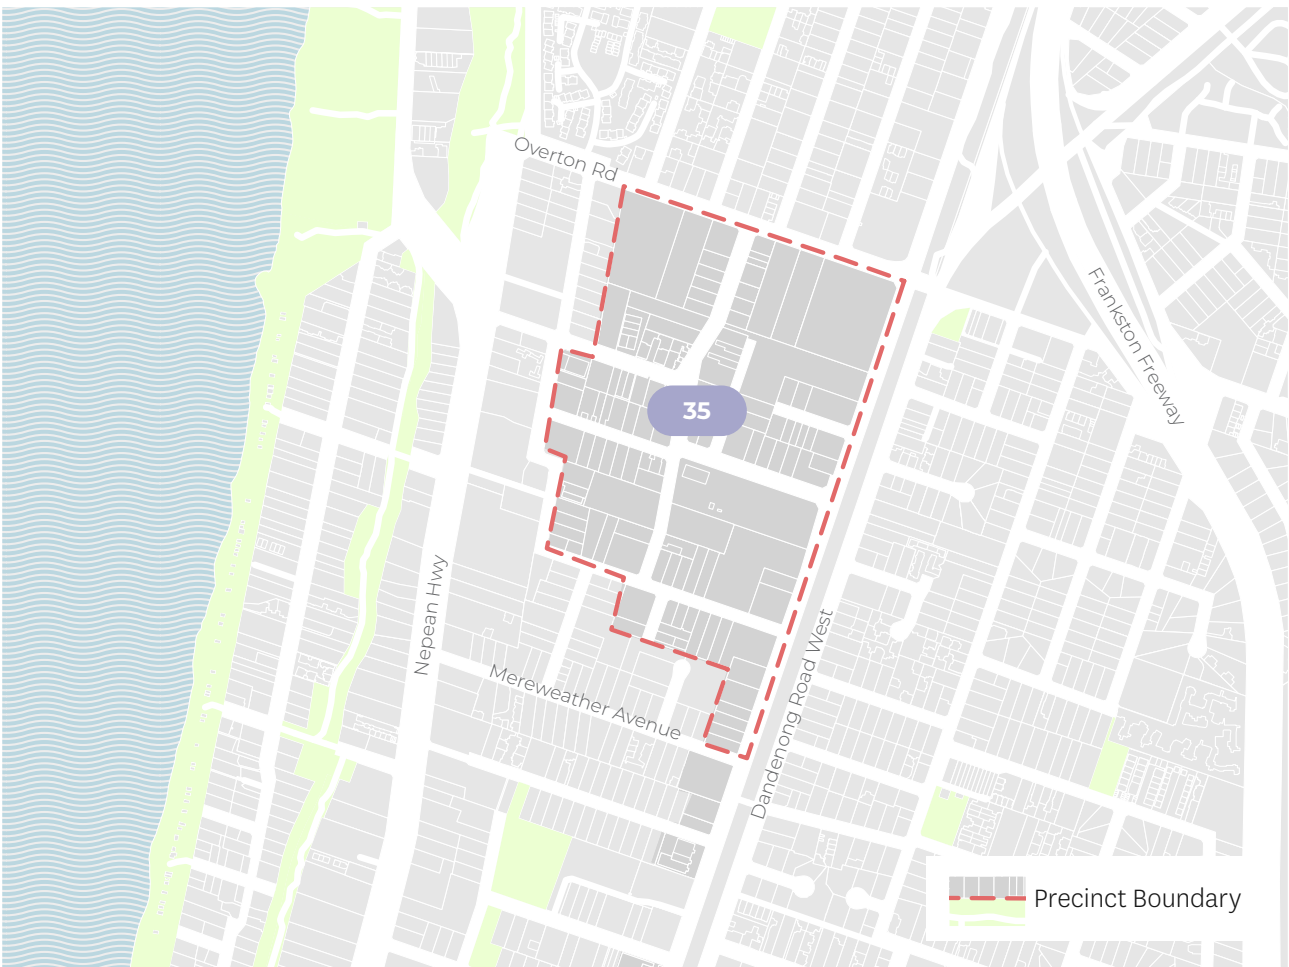 Overton Rd
Frankston Freeway
35
Nepean Hwy
Mereweather Avenue
Dandenong Road West
Precinct Boundary